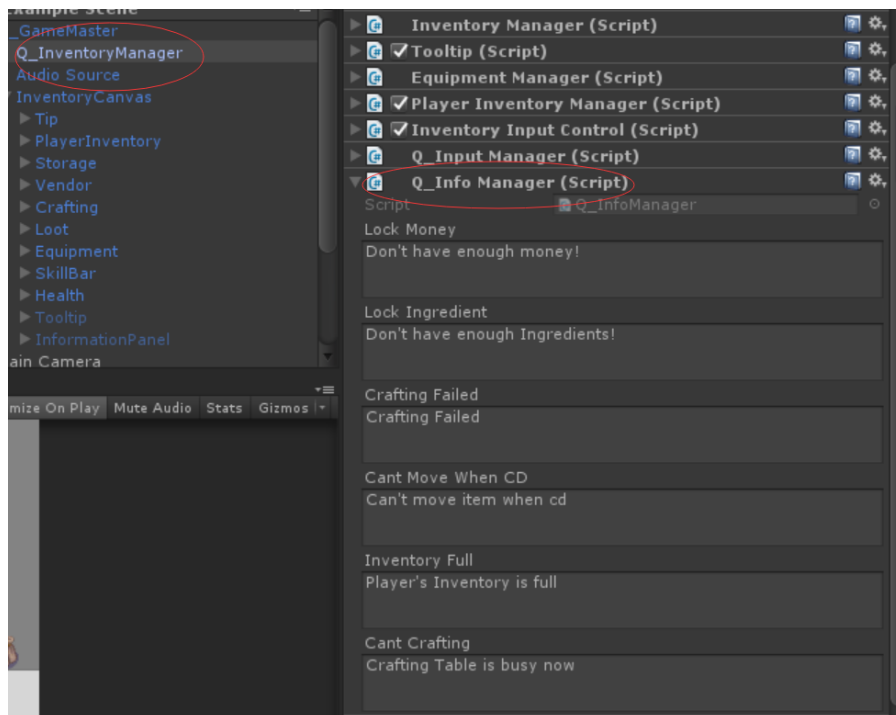 Example Scene
_GameMaster
Q_InventoryManager
Audio Source
InventoryCanvas
Tip
PlayerInventory
Storage
Vendor
Crafting
Loot
Equipment
SkillBar
Health
Tooltip
InformationPanel
ain Camera
mize On Play Mute Audio Stats Gizmos
Inventory Manager (Script)
Tooltip (Script)
Equipment Manager (Script)
Player Inventory Manager (Script)
Inventory Input Control (Script)
Q_Input Manager (Script)
Q_Info Manager (Script)
Script Q_InfoManager
Lock Money
Don't have enough money!
Lock Ingredient
Don't have enough Ingredients!
Crafting Failed
Crafting Failed
Cant Move When CD
Can't move item when cd
Inventory Full
Player's Inventory is full
Cant Crafting
Crafting Table is busy now